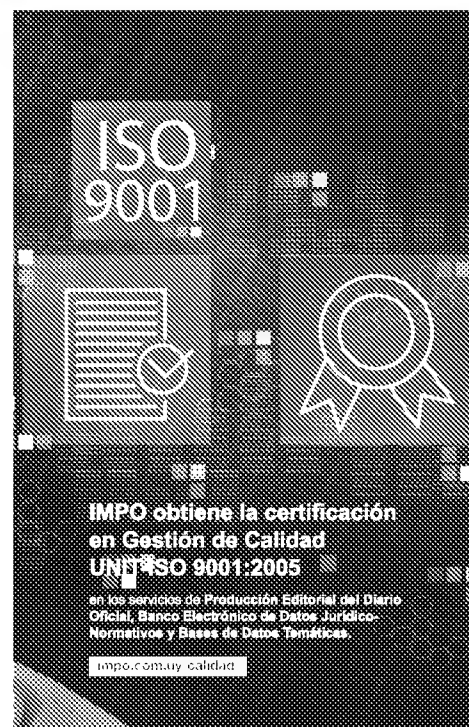 ISO
9001
IMPO obtiene la certificación
en Gestión de Calidad
UNIT-ISO 9001:2005
en los servicios de Producción Editorial del Diario
Oficial, Banco Electrónico de Datos Jurídico-
Normativos y Bases de Datos Temáticas.
impo.com.uy/calidad